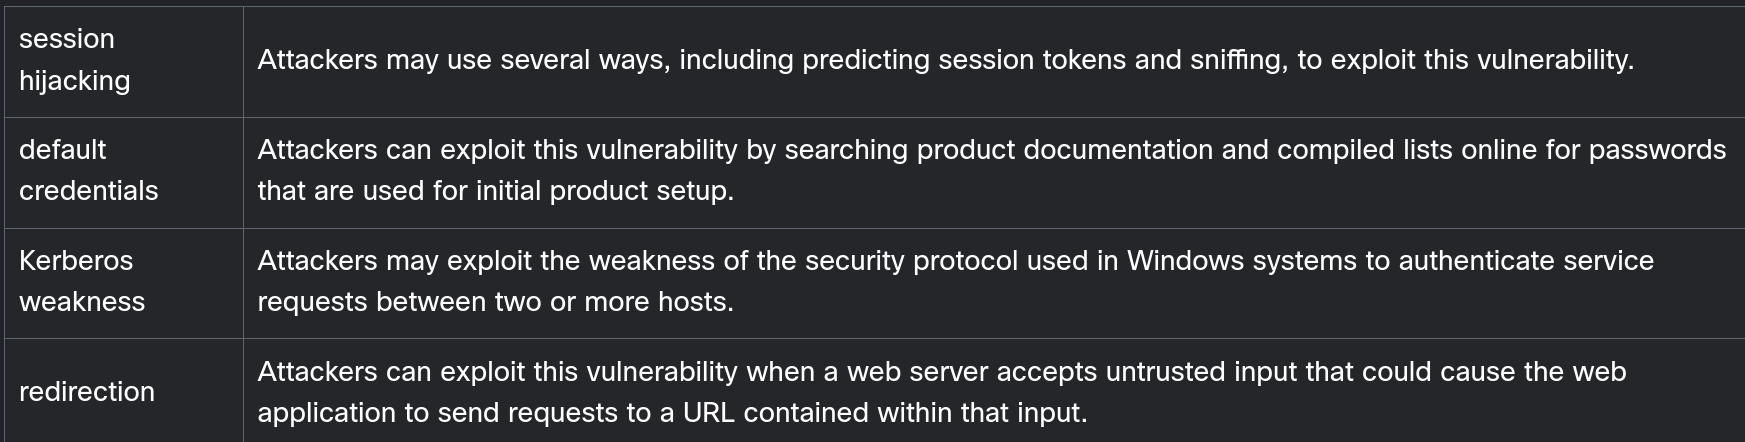 session
hijacking
Attackers may use several ways, including predicting session tokens and sniffing, to exploit this vulnerability.
default
credentials
Attackers can exploit this vulnerability by searching product documentation and compiled lists online for passwords
that are used for initial product setup.
Kerberos
weakness
Attackers may exploit the weakness of the security protocol used in Windows systems to authenticate service
requests between two or more hosts.
redirection
Attackers can exploit this vulnerability when a web server accepts untrusted input that could cause the web
application to send requests to a URL contained within that input.